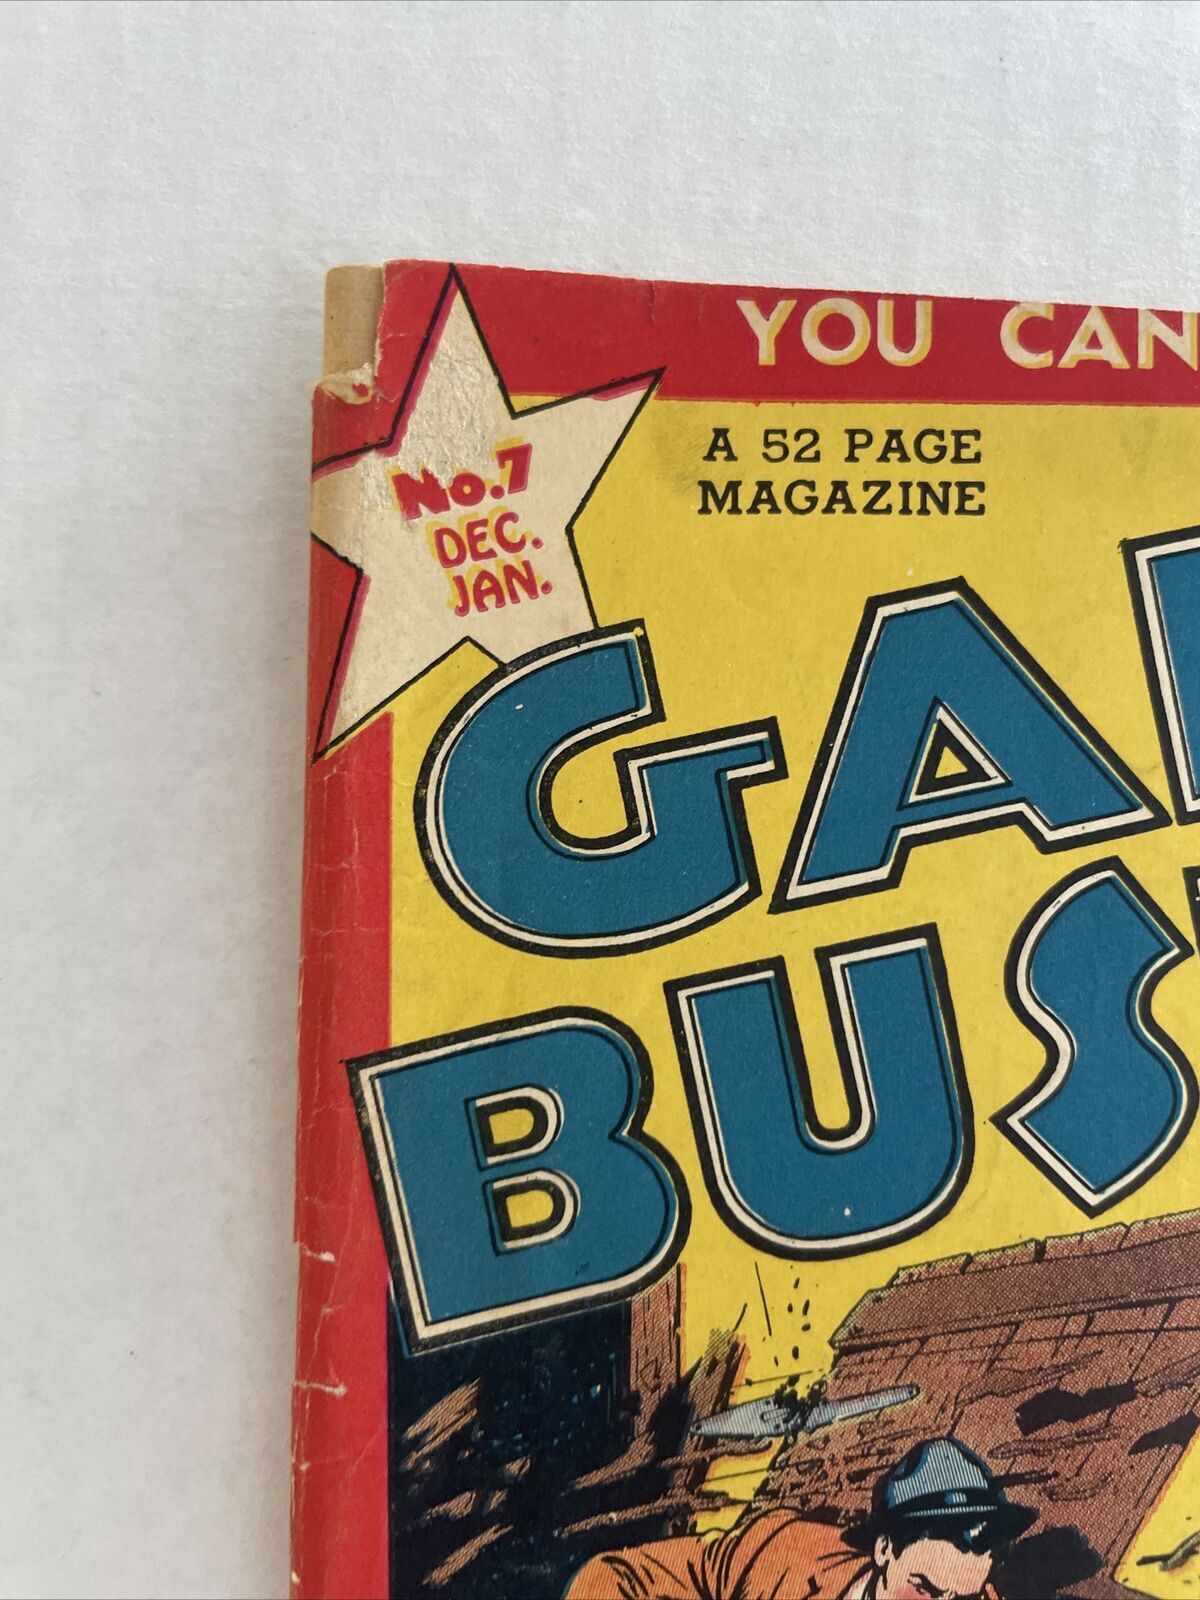 YOU CAN
No.7
DEC.
JAN.
A 52 PAGE
MAGAZINE
GA
BUS